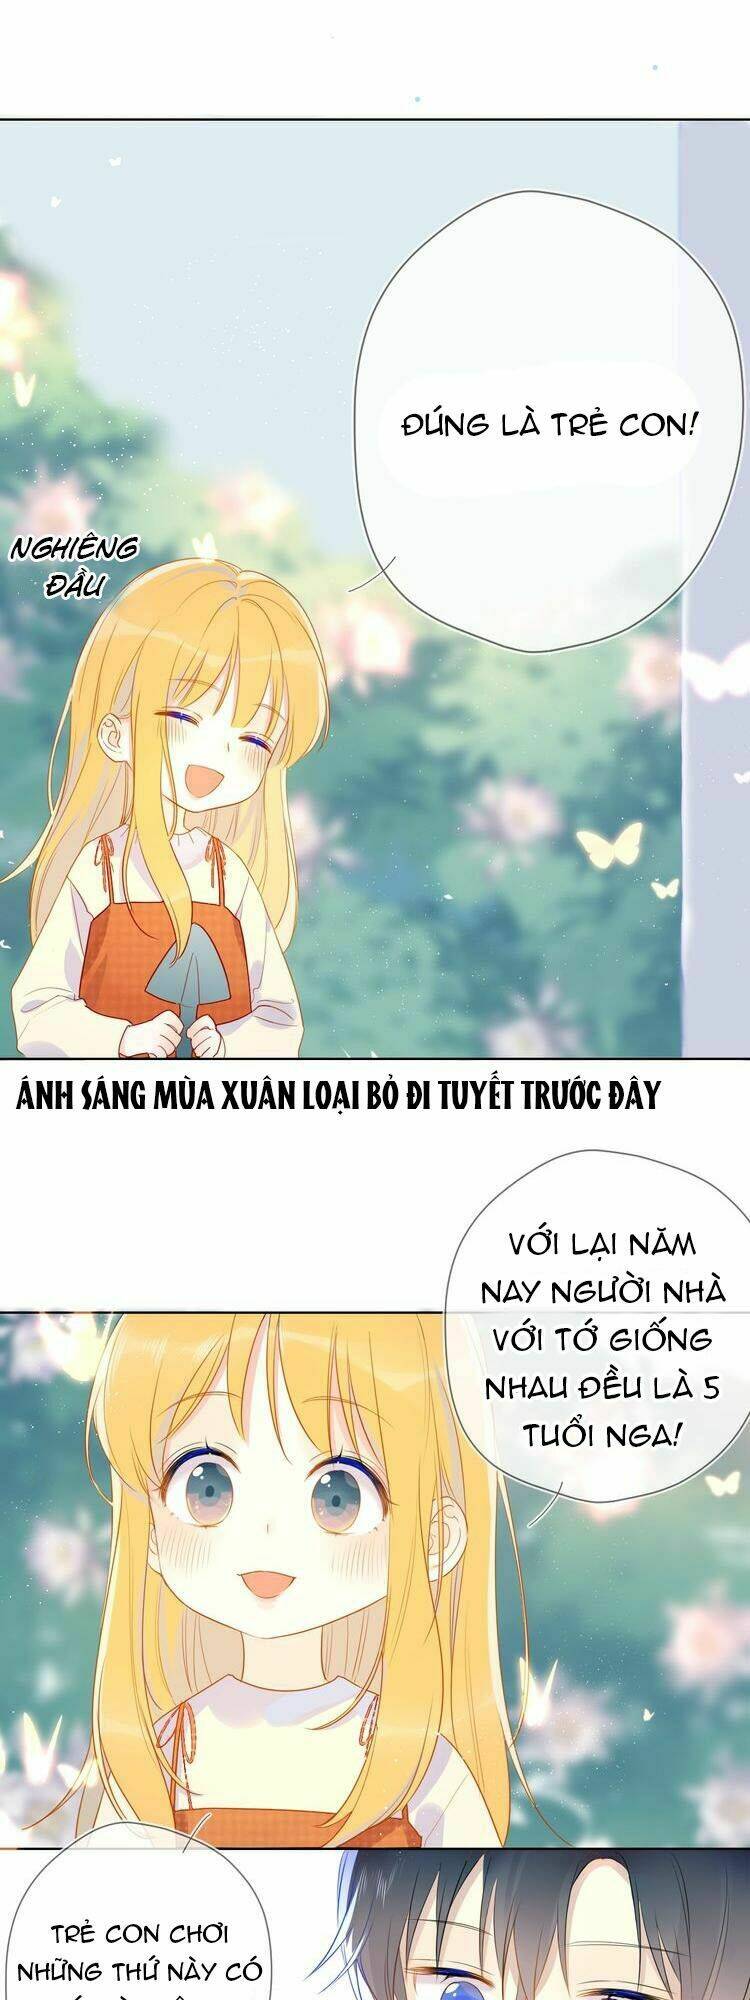 ĐÚNG LÀ TRẺ CON!
NGHIÊNG
ĐẦU
ÁNH SÁNG MÙA XUÂN LOẠI BỎ ĐI TUYẾT TRƯỚC ĐÂY
VỚI LẠI NĂM
NAY NGƯỜI NHÀ
VỚI TỚ GIỐNG
NHAU ĐỀU LÀ 5
TUỔI NGA!
TRẺ CON CHƠI
NHỮNG THỨ NÀY CÓ